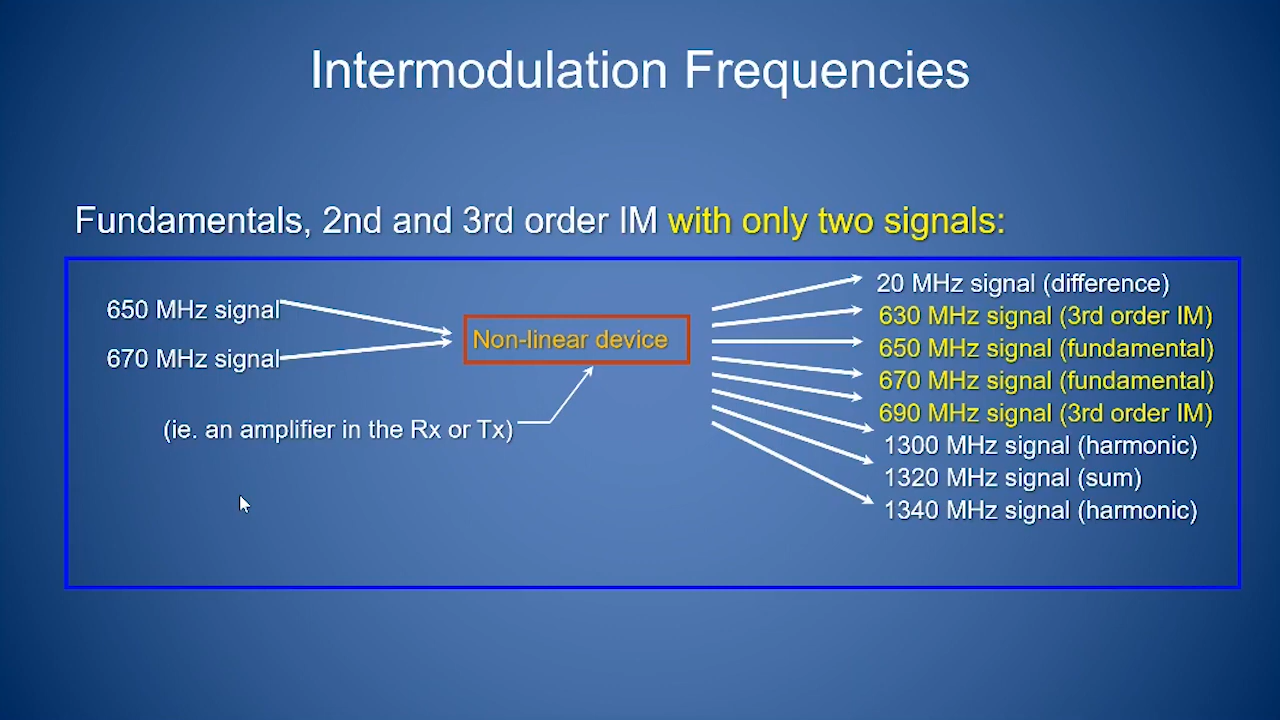 Intermodulation Frequencies
Fundamentals, 2nd and 3rd order IM with only two signals:
650 MHz signal
670 MHz signal
(ie. an amplifier in the Rx or Tx)
Non-linear device
20 MHz signal (difference)
630 MHz signal (3rd order IM)
650 MHz signal (fundamental)
670 MHz signal (fundamental)
690 MHz signal (3rd order IM)
1300 MHz signal (harmonic)
1320 MHz signal (sum)
1340 MHz signal (harmonic)